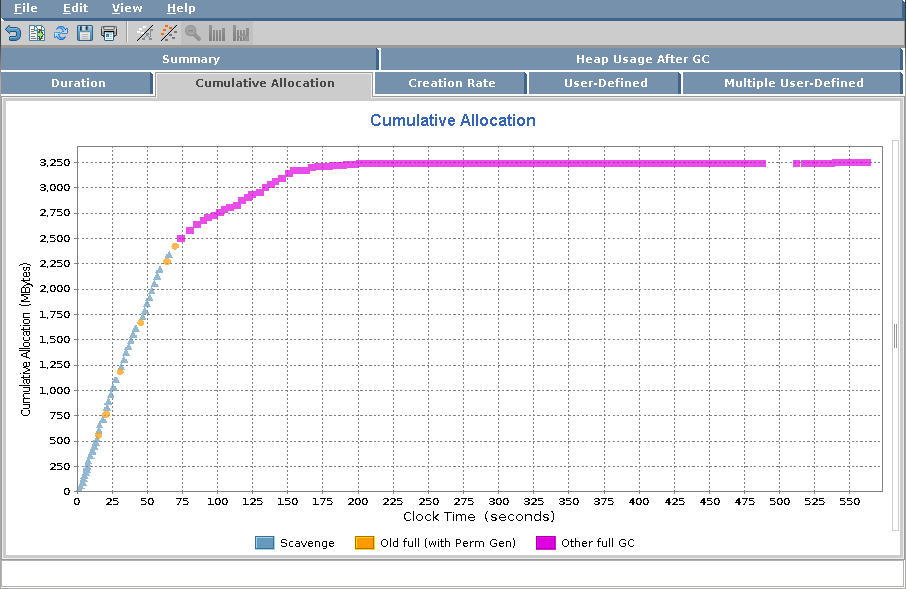 File Edit View Help
Summary Heap Usage After GC
Duration Cumulative Allocation Creation Rate User-Defined Multiple User-Defined
Cumulative Allocation
Cumulative Allocation (MBytes)
3,250
3,000
2,750
2,500
2,250
2,000
1,750
1,500
1,250
1,000
750
500
250
0
0 25 50 75 100 125 150 175 200 225 250 275 300 325 350 375 400 425 450 475 500 525 550
Clock Time (seconds)
Scavenge Old full (with Perm Gen) Other full GC